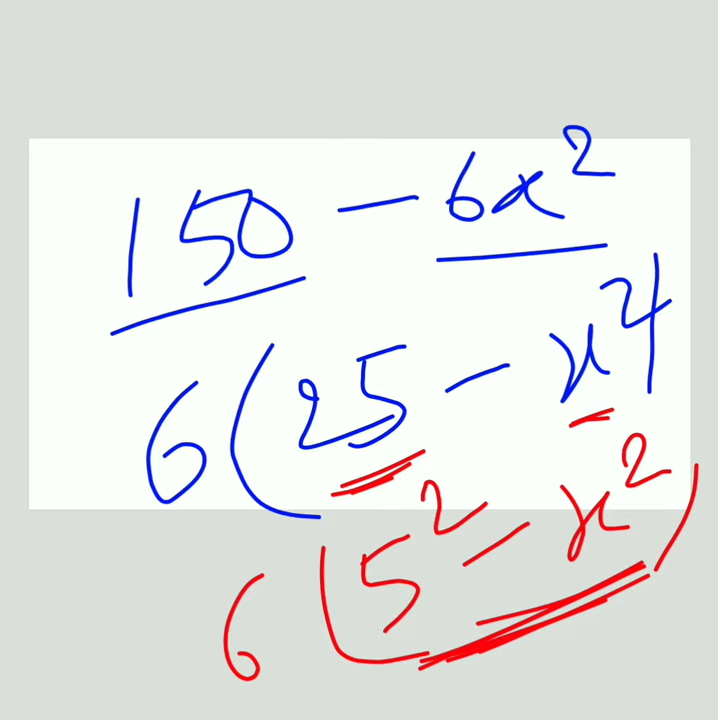 150 - 6x²
6(25 - x²)
6(5² - x²)